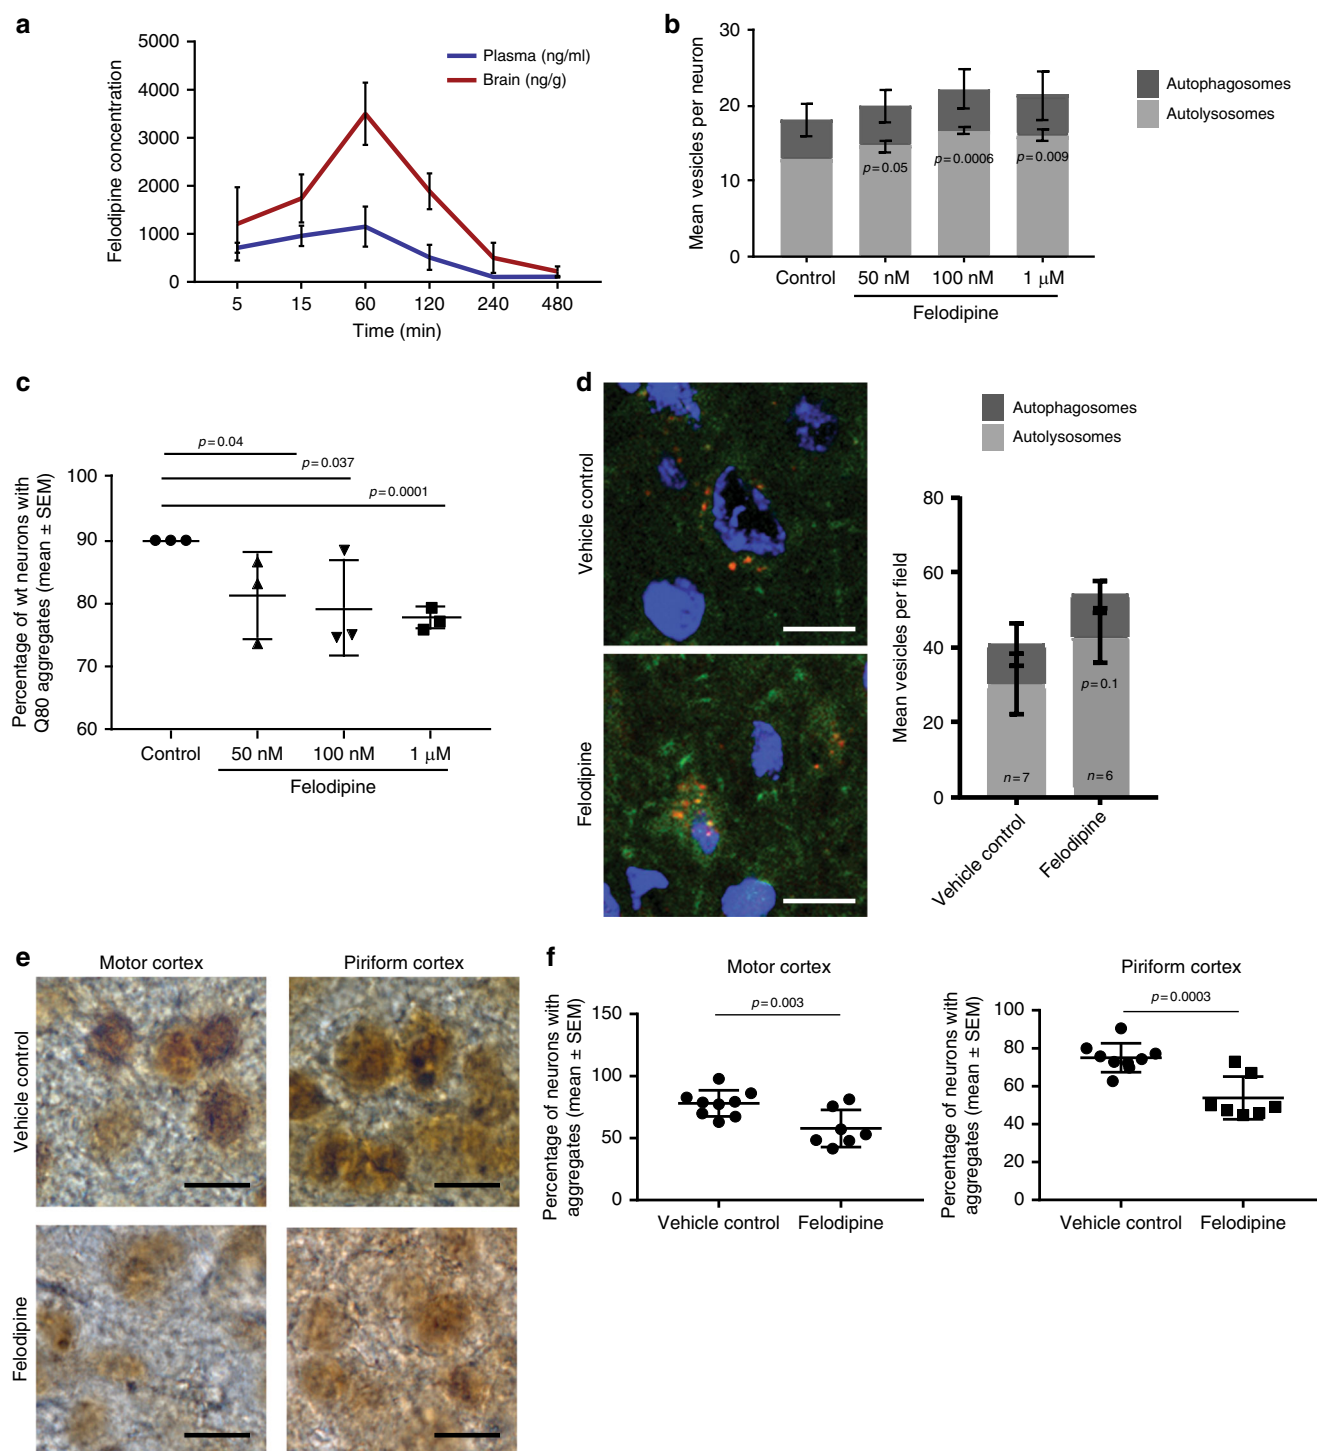 a
5000
4000
3000
2000
1000
0
Felodipine concentration
Plasma (ng/ml)
Brain (ng/g)
5 15 60 120 240 480
Time (min)
b
30
20
10
0
Mean vesicles per neuron
Autophagosomes
Autolysosomes
p=0.05
p=0.0006
p=0.009
Control 50 nM 100 nM 1 μM
Felodipine
c
p=0.04
p=0.037
p=0.0001
100
90
80
70
60
Percentage of wt neurons with
Q80 aggregates (mean ± SEM)
Control 50 nM 100 nM 1 μM
Felodipine
d
Vehicle control
Felodipine
Autophagosomes
Autolysosomes
80
60
40
20
0
Mean vesicles per field
p=0.1
n=7
n=6
Vehicle control
Felodipine
e
Motor cortex
Piriform cortex
Vehicle control
Felodipine
f
Motor cortex
p=0.003
150
100
50
0
Percentage of neurons with
aggregates (mean ± SEM)
Vehicle control Felodipine
Piriform cortex
p=0.0003
100
80
60
40
20
0
Percentage of neurons with
aggregates (mean ± SEM)
Vehicle control Felodipine